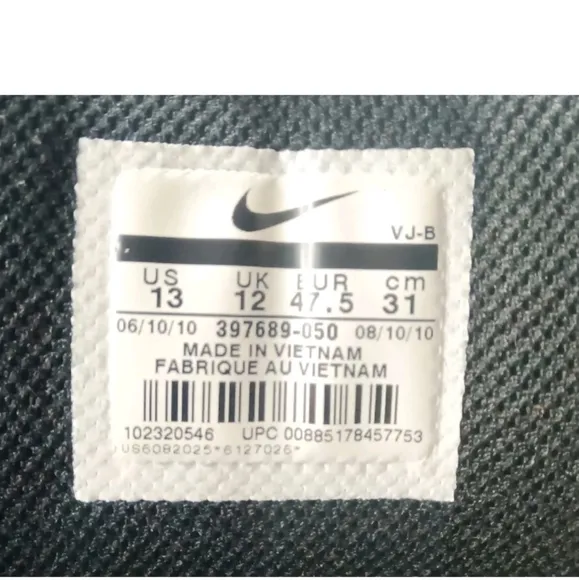 VJ-B
US UK EUR cm
13 12 47.5 31
06/10/10 397689-050 08/10/10
MADE IN VIETNAM
FABRIQUE AU VIETNAM
102320546 UPC 00885178457753
US6082025*6127026*